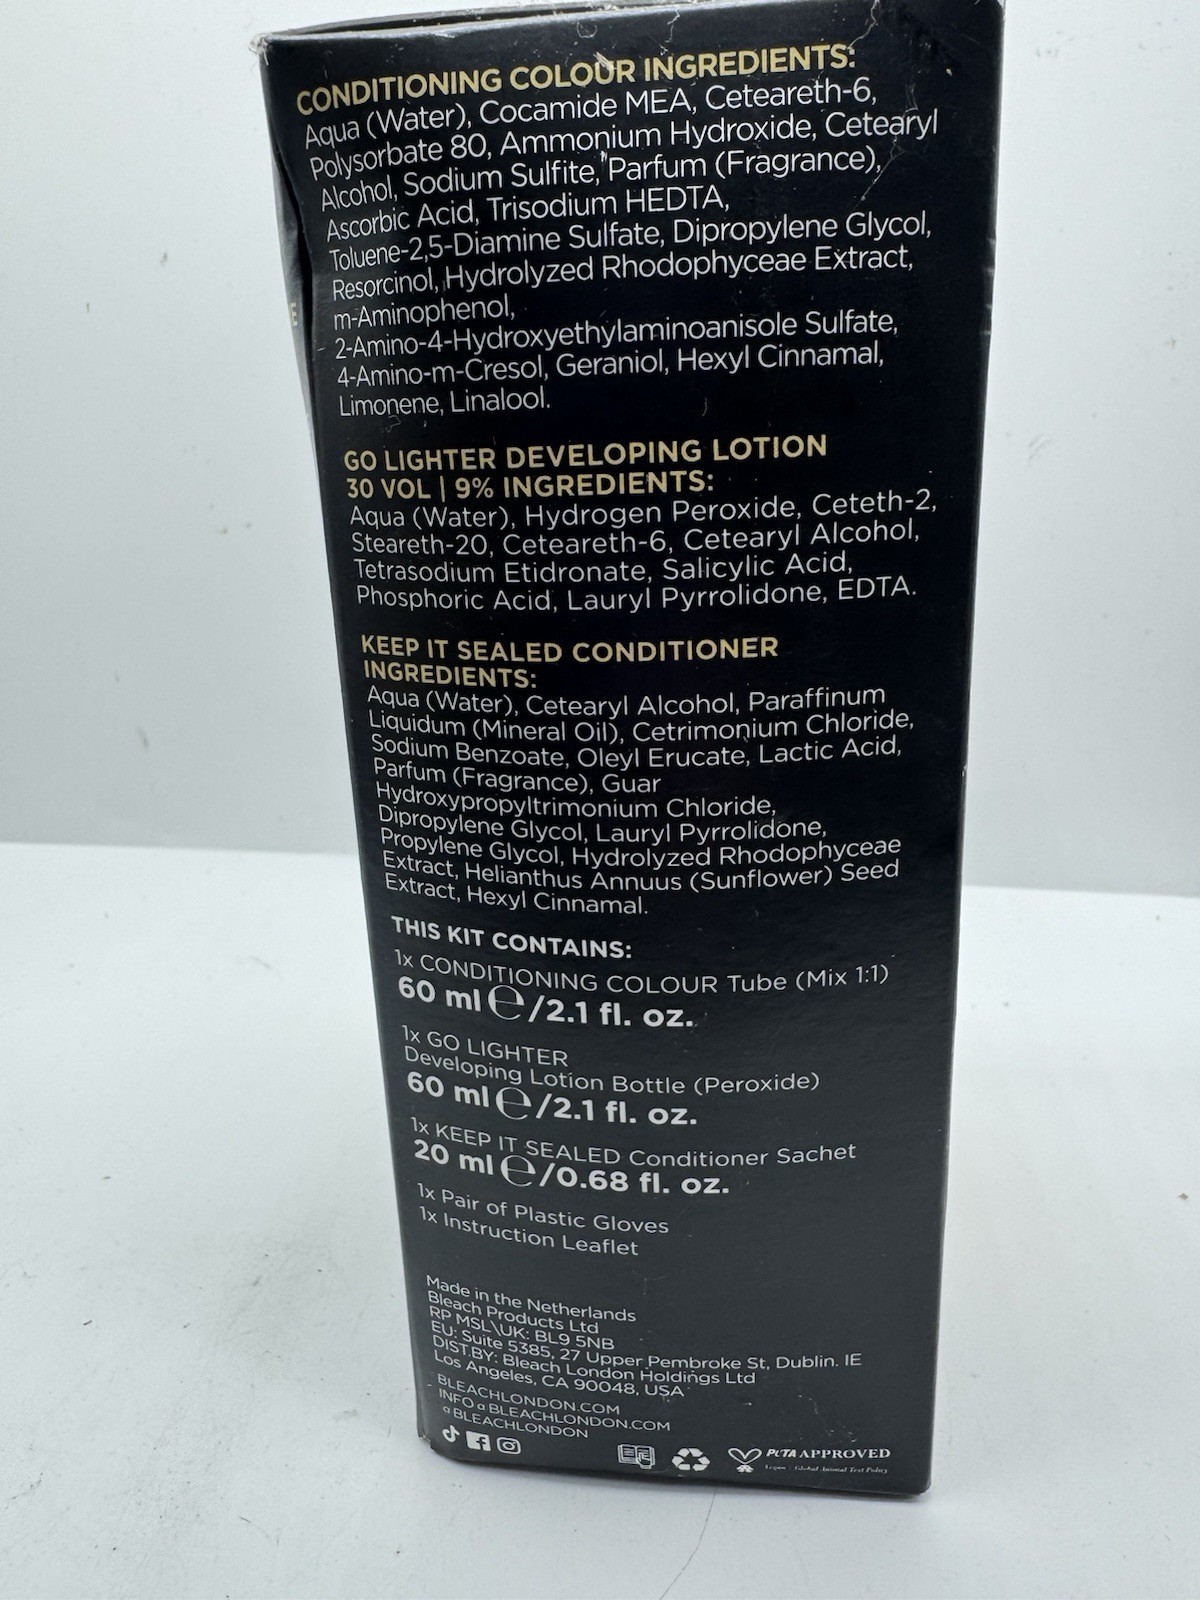 CONDITIONING COLOUR INGREDIENTS:
Aqua (Water), Cocamide MEA, Ceteareth-6,
Polysorbate 80, Ammonium Hydroxide, Cetearyl
Alcohol, Sodium Sulfite, Parfum (Fragrance),
Ascorbic Acid, Trisodium HEDTA,
Toluene-2,5-Diamine Sulfate, Dipropylene Glycol,
Resorcinol, Hydrolyzed Rhodophyceae Extract,
m-Aminophenol,
2-Amino-4-Hydroxyethylaminoanisole Sulfate,
4-Amino-m-Cresol, Geraniol, Hexyl Cinnamal,
Limonene, Linalool.
E
GO LIGHTER DEVELOPING LOTION
30 VOL | 9% INGREDIENTS:
Aqua (Water), Hydrogen Peroxide, Ceteth-2,
Steareth-20, Ceteareth-6, Cetearyl Alcohol,
Tetrasodium Etidronate, Salicylic Acid,
Phosphoric Acid, Lauryl Pyrrolidone, EDTA.
KEEP IT SEALED CONDITIONER
INGREDIENTS:
Aqua (Water), Cetearyl Alcohol, Paraffinum
Liquidum (Mineral Oil), Cetrimonium Chloride,
Sodium Benzoate, Oleyl Erucate, Lactic Acid,
Parfum (Fragrance), Guar
Hydroxypropyltrimonium Chloride,
Dipropylene Glycol, Lauryl Pyrrolidone,
Propylene Glycol, Hydrolyzed Rhodophyceae
Extract, Helianthus Annuus (Sunflower) Seed
Extract, Hexyl Cinnamal.
THIS KIT CONTAINS:
1x CONDITIONING COLOUR Tube (Mix 1:1)
60 ml ℮/2.1 fl. oz.
1x GO LIGHTER
Developing Lotion Bottle (Peroxide)
60 ml ℮/2.1 fl. oz.
1x KEEP IT SEALED Conditioner Sachet
20 ml ℮/0.68 fl. oz.
1x Pair of Plastic Gloves
1x Instruction Leaflet
Made in the Netherlands
Bleach Products Ltd
RP MSL\UK: BL9 5NB
EU: Suite 5385, 27 Upper Pembroke St, Dublin. IE
DIST.BY: Bleach London Holdings Ltd
Los Angeles, CA 90048, USA
BLEACHLONDON.COM
INFO@BLEACHLONDON.COM
@BLEACHLONDON
PETA APPROVED
Vegan - Global Animal Test Policy